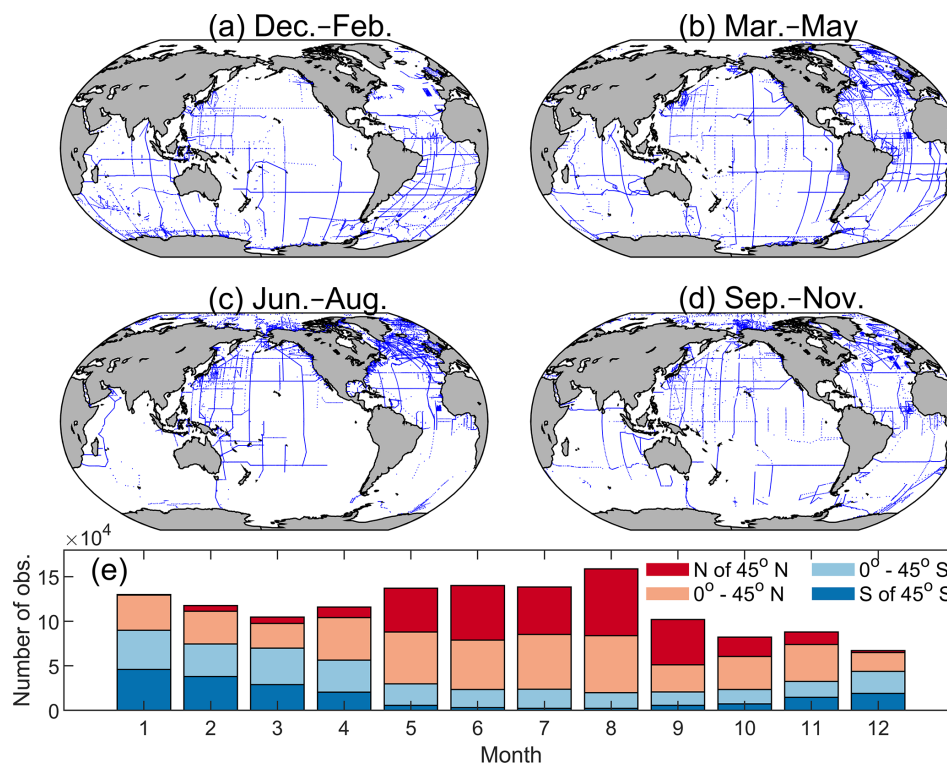 (a) Dec.–Feb.
(b) Mar.–May
(c) Jun.–Aug.
(d) Sep.–Nov.
×10⁴
(e)
N of 45° N
0° - 45° S
0° - 45° N
S of 45° S
15
10
5
0
Number of obs.
1 2 3 4 5 6 7 8 9 10 11 12
Month